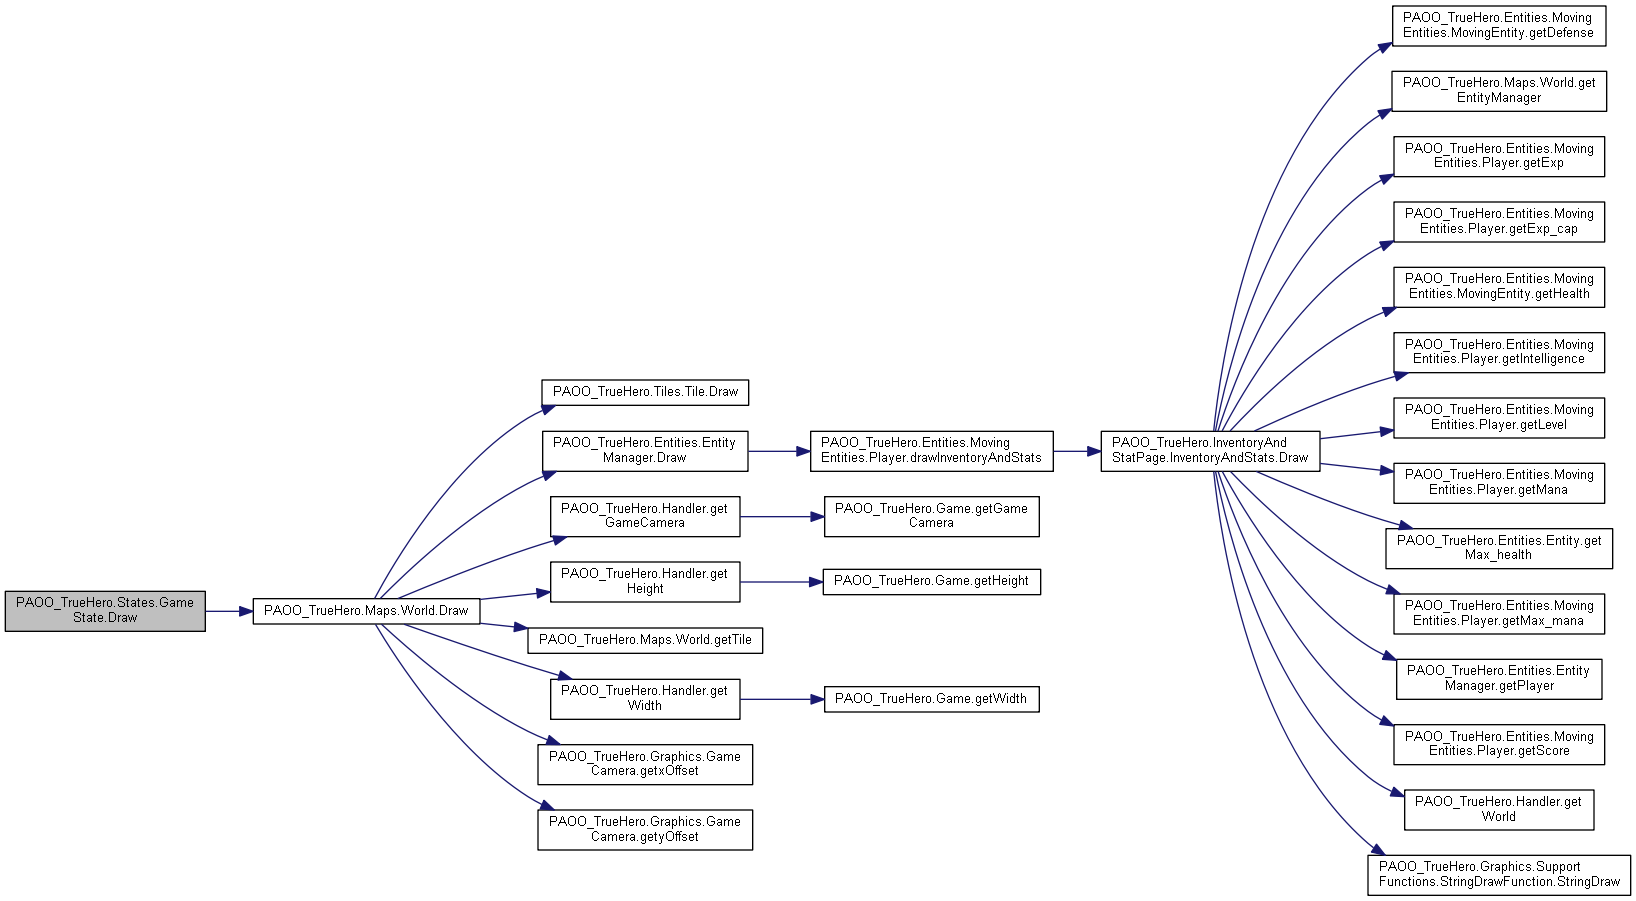 PAOO_TrueHero.States.Game
State.Draw
PAOO_TrueHero.Maps.World.Draw
PAOO_TrueHero.Tiles.Tile.Draw
PAOO_TrueHero.Entities.Entity
Manager.Draw
PAOO_TrueHero.Handler.get
GameCamera
PAOO_TrueHero.Handler.get
Height
PAOO_TrueHero.Maps.World.getTile
PAOO_TrueHero.Handler.get
Width
PAOO_TrueHero.Graphics.Game
Camera.getxOffset
PAOO_TrueHero.Graphics.Game
Camera.getyOffset
PAOO_TrueHero.Entities.Moving
Entities.Player.drawInventoryAndStats
PAOO_TrueHero.Game.getGame
Camera
PAOO_TrueHero.Game.getHeight
PAOO_TrueHero.Game.getWidth
PAOO_TrueHero.InventoryAnd
StatPage.InventoryAndStats.Draw
PAOO_TrueHero.Entities.Moving
Entities.MovingEntity.getDefense
PAOO_TrueHero.Maps.World.get
EntityManager
PAOO_TrueHero.Entities.Moving
Entities.Player.getExp
PAOO_TrueHero.Entities.Moving
Entities.Player.getExp_cap
PAOO_TrueHero.Entities.Moving
Entities.MovingEntity.getHealth
PAOO_TrueHero.Entities.Moving
Entities.Player.getIntelligence
PAOO_TrueHero.Entities.Moving
Entities.Player.getLevel
PAOO_TrueHero.Entities.Moving
Entities.Player.getMana
PAOO_TrueHero.Entities.Entity.get
Max_health
PAOO_TrueHero.Entities.Moving
Entities.Player.getMax_mana
PAOO_TrueHero.Entities.Entity
Manager.getPlayer
PAOO_TrueHero.Entities.Moving
Entities.Player.getScore
PAOO_TrueHero.Handler.get
World
PAOO_TrueHero.Graphics.Support
Functions.StringDrawFunction.StringDraw